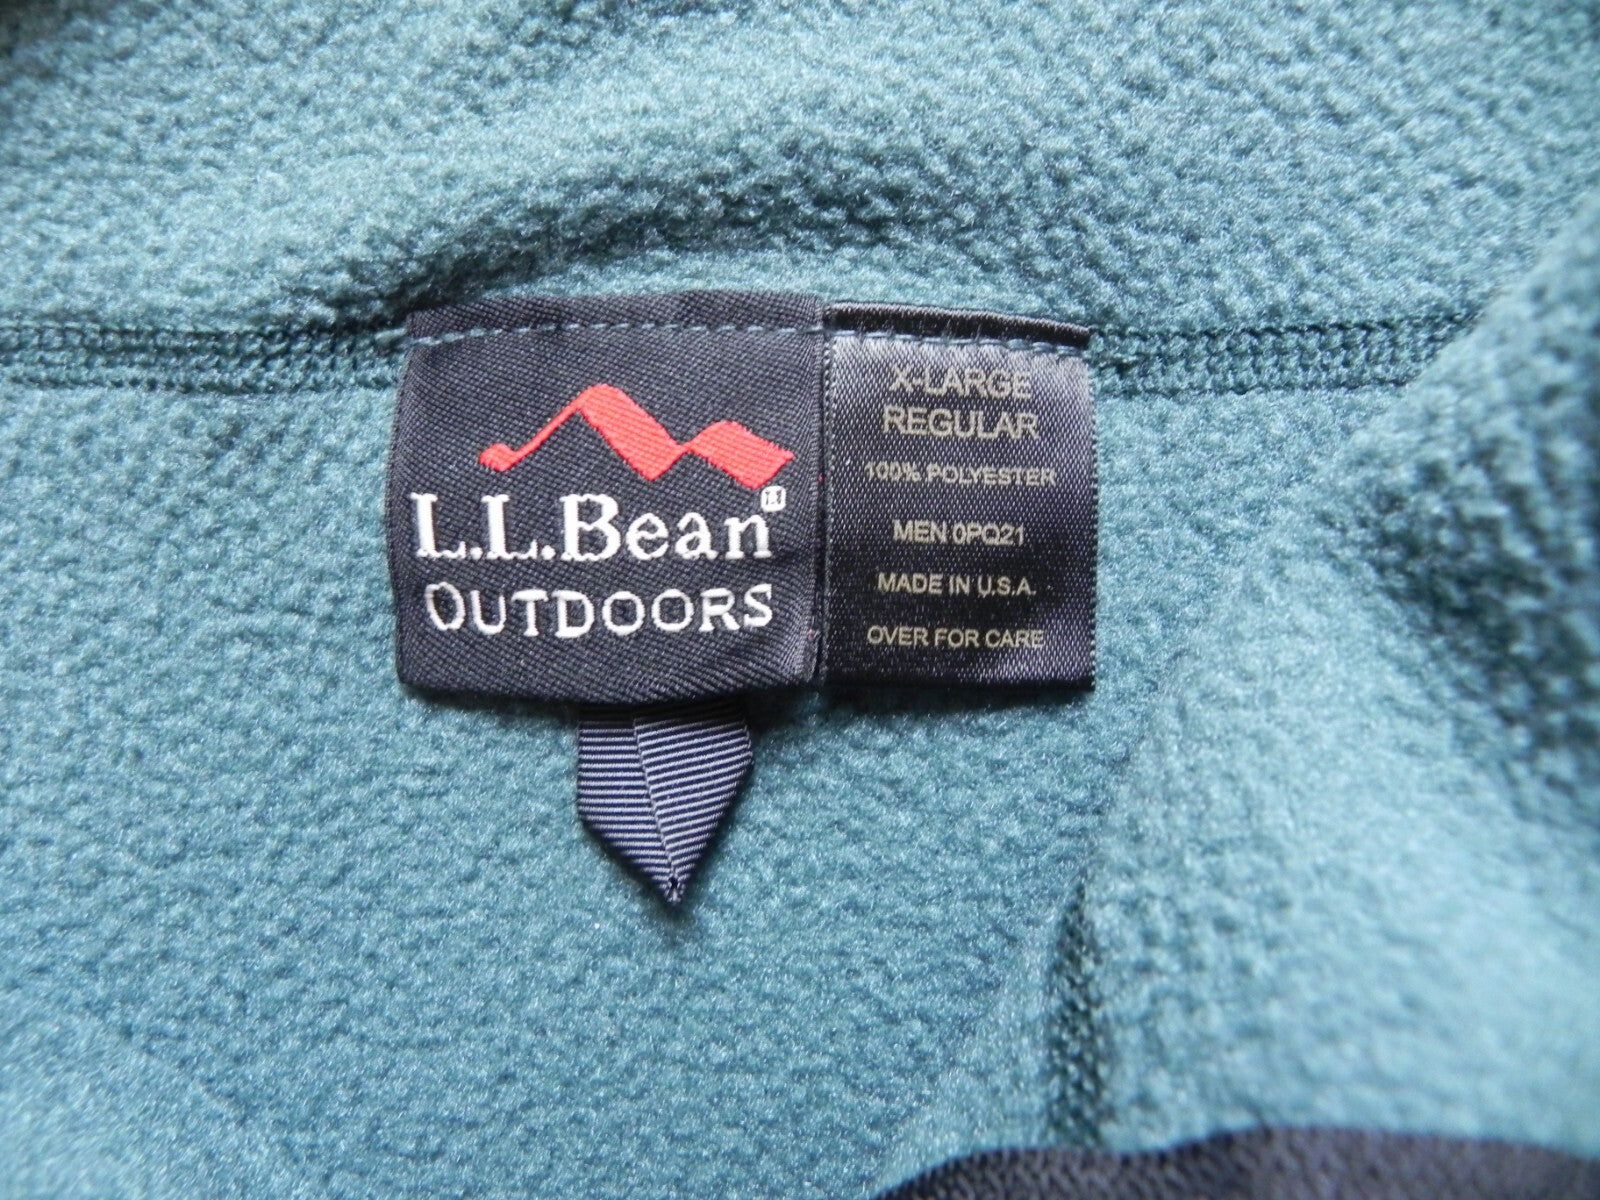 L.L.Bean®
OUTDOORS
X-LARGE
REGULAR
100% POLYESTER
MEN 0PQ21
MADE IN U.S.A.
OVER FOR CARE